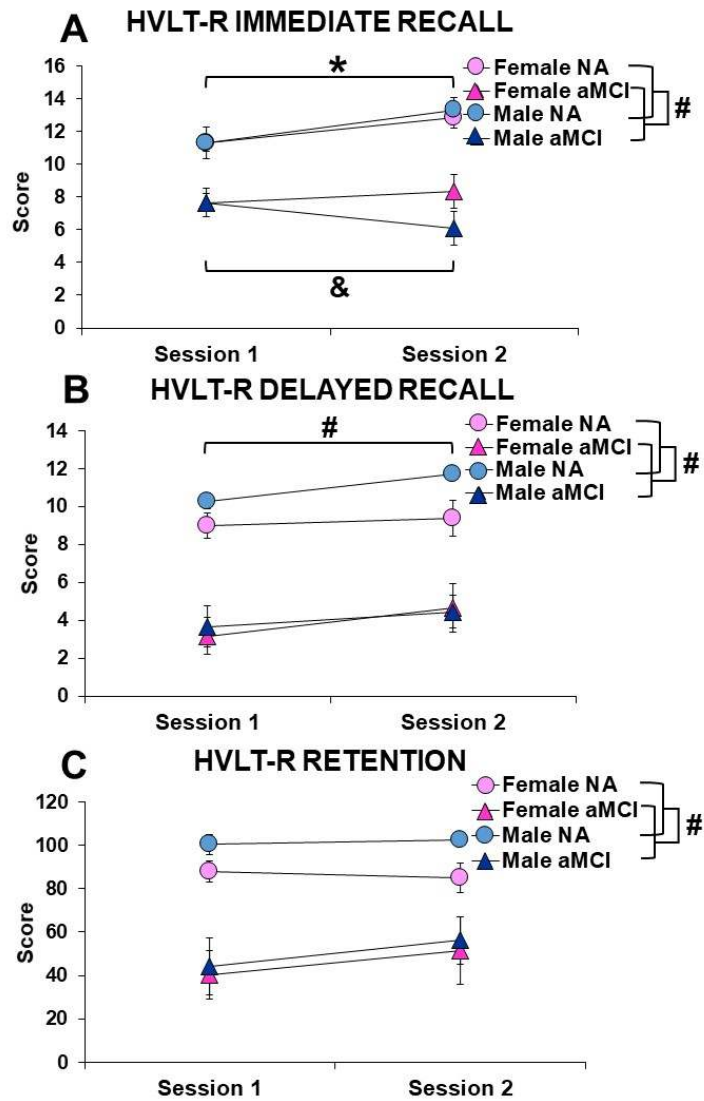 A HVLT-R IMMEDIATE RECALL
16
14
12
10
8
6
4
2
0
Score
*
&
Female NA
Female aMCI
Male NA
Male aMCI
#
Session 1 Session 2
B HVLT-R DELAYED RECALL
14
12
10
8
6
4
2
0
Score
#
Female NA
Female aMCI
Male NA
Male aMCI
#
Session 1 Session 2
C HVLT-R RETENTION
120
100
80
60
40
20
0
Score
Female NA
Female aMCI
Male NA
Male aMCI
#
Session 1 Session 2